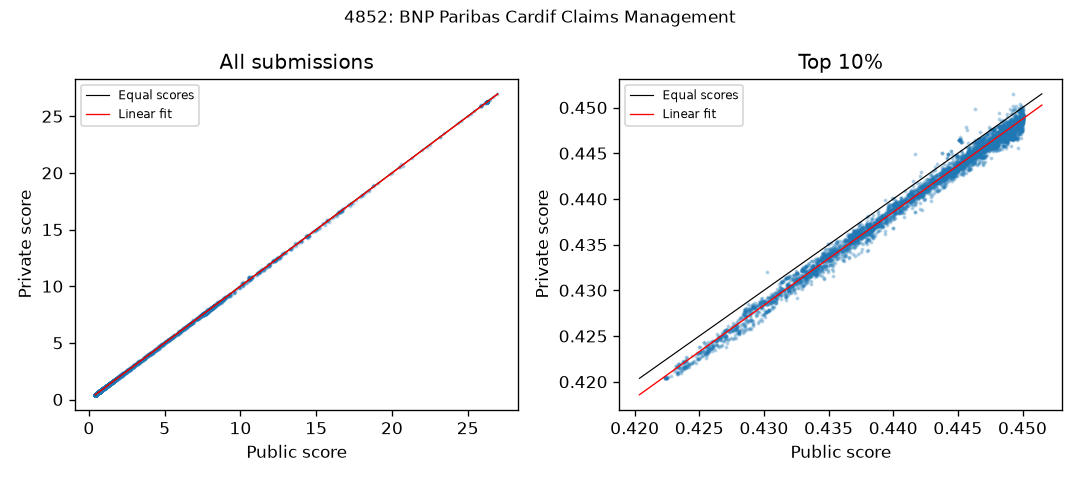 4852: BNP Paribas Cardif Claims Management
All submissions
Equal scores
Linear fit
25
20
15
10
5
0
Private score
0 5 10 15 20 25
Public score
Top 10%
Equal scores
Linear fit
0.450
0.445
0.440
0.435
0.430
0.425
0.420
Private score
0.420 0.425 0.430 0.435 0.440 0.445 0.450
Public score